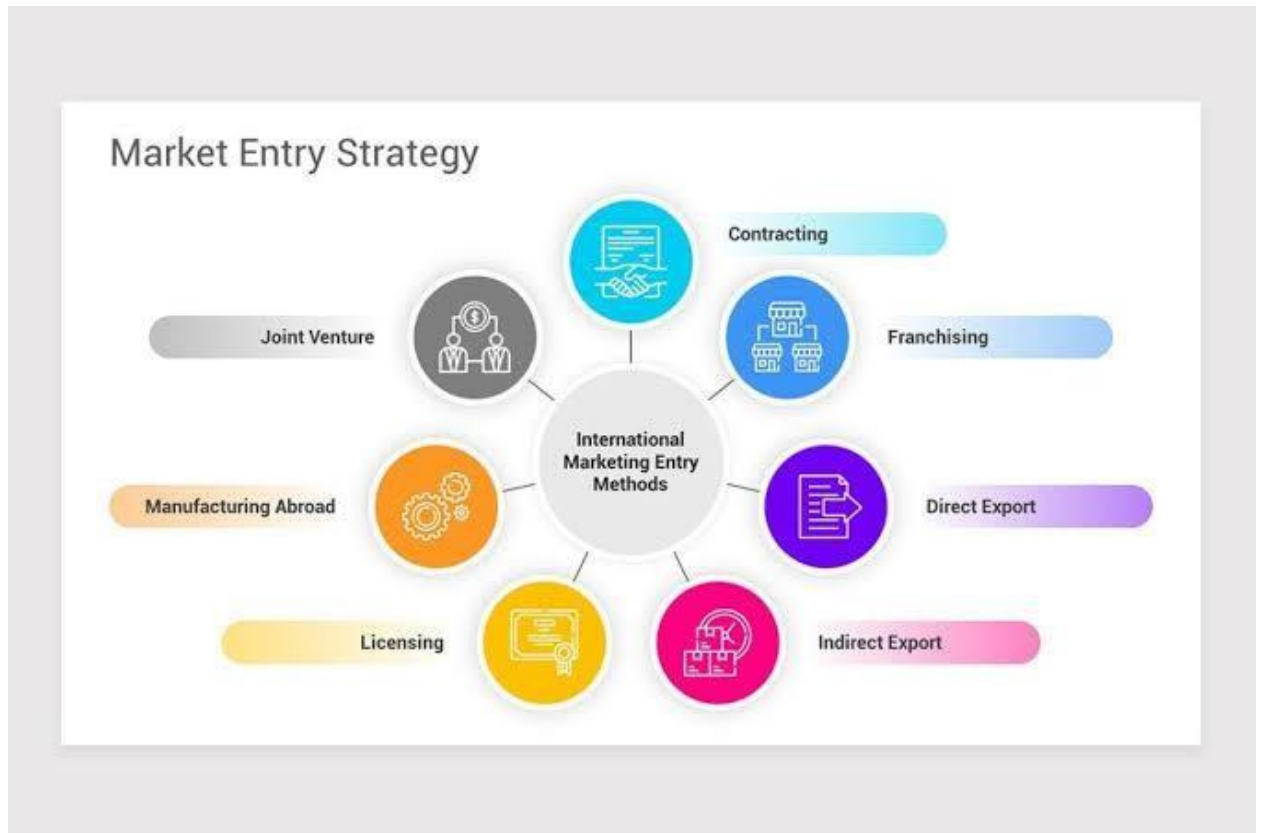 Market Entry Strategy
Contracting
Joint Venture
Franchising
International
Marketing Entry
Methods
Manufacturing Abroad
Direct Export
Licensing
Indirect Export